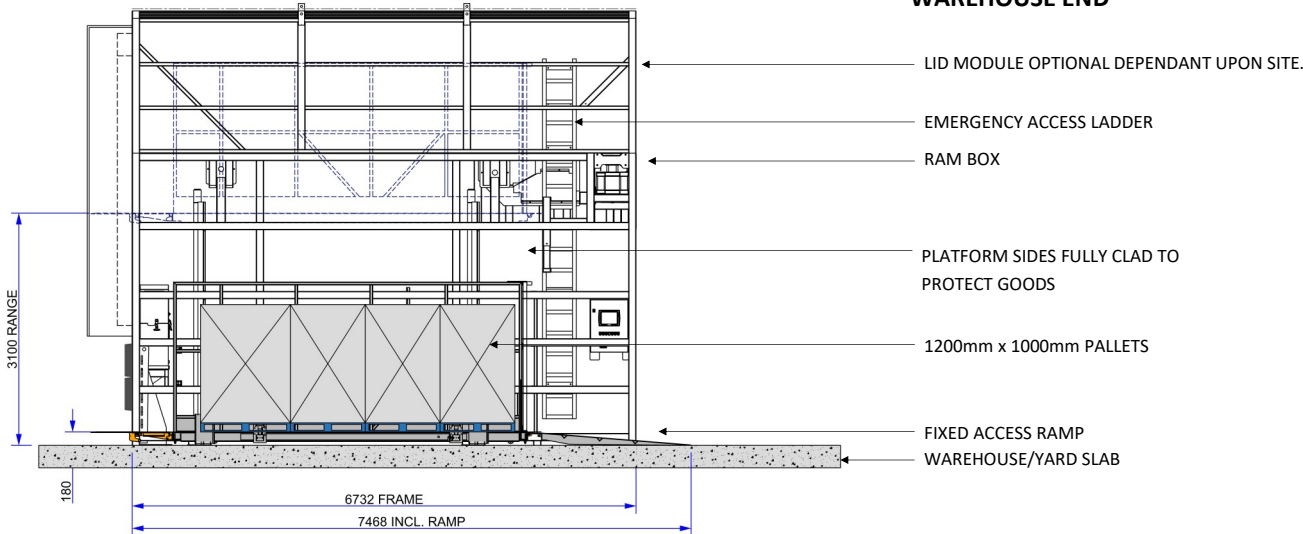 WAREHOUSE END
LID MODULE OPTIONAL DEPENDANT UPON SITE.
EMERGENCY ACCESS LADDER
RAM BOX
PLATFORM SIDES FULLY CLAD TO
PROTECT GOODS
1200mm x 1000mm PALLETS
FIXED ACCESS RAMP
WAREHOUSE/YARD SLAB
3100 RANGE
180
6732 FRAME
7468 INCL. RAMP